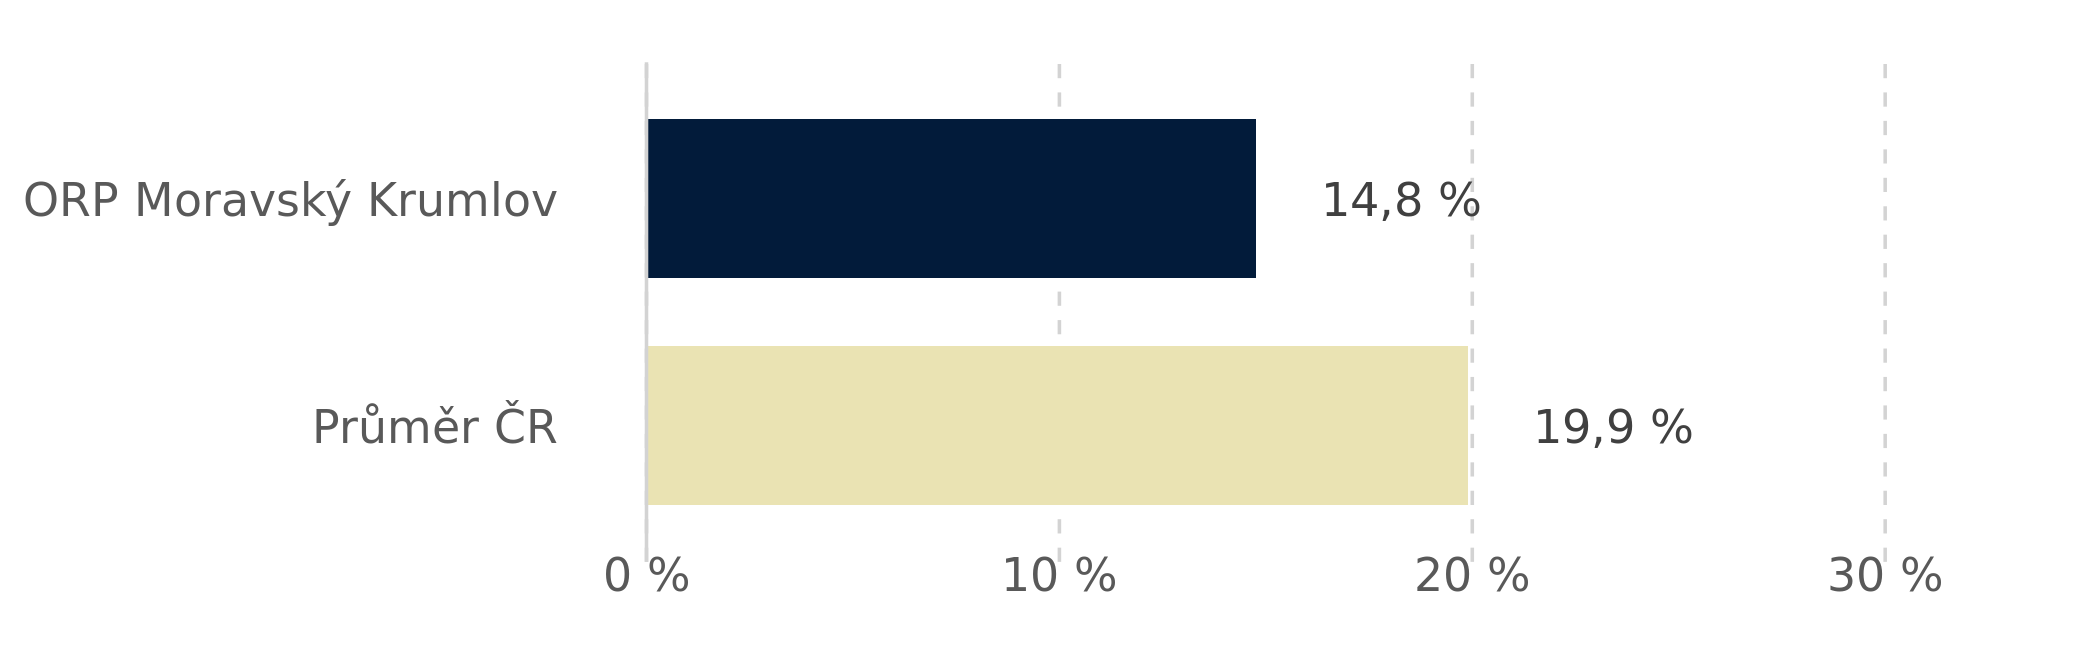 ORP Moravský Krumlov 14,8 %
Průměr ČR 19,9 %
0 % 10 % 20 % 30 %